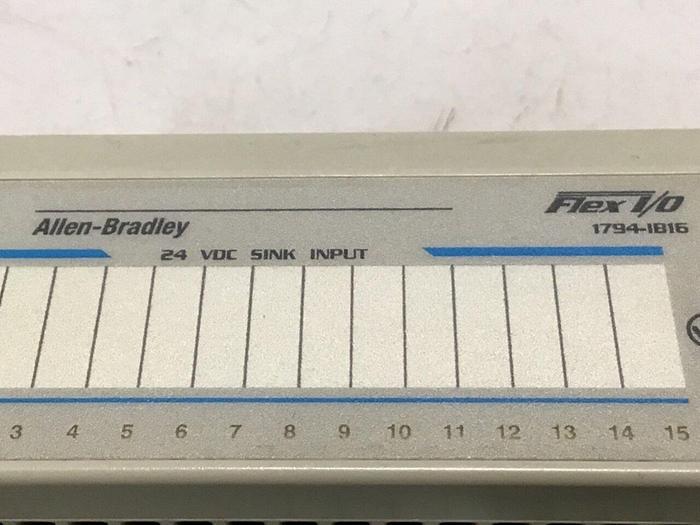 Allen-Bradley
Flex I/O
1794-IB16
24 VDC SINK INPUT
3 4 5 6 7 8 9 10 11 12 13 14 15